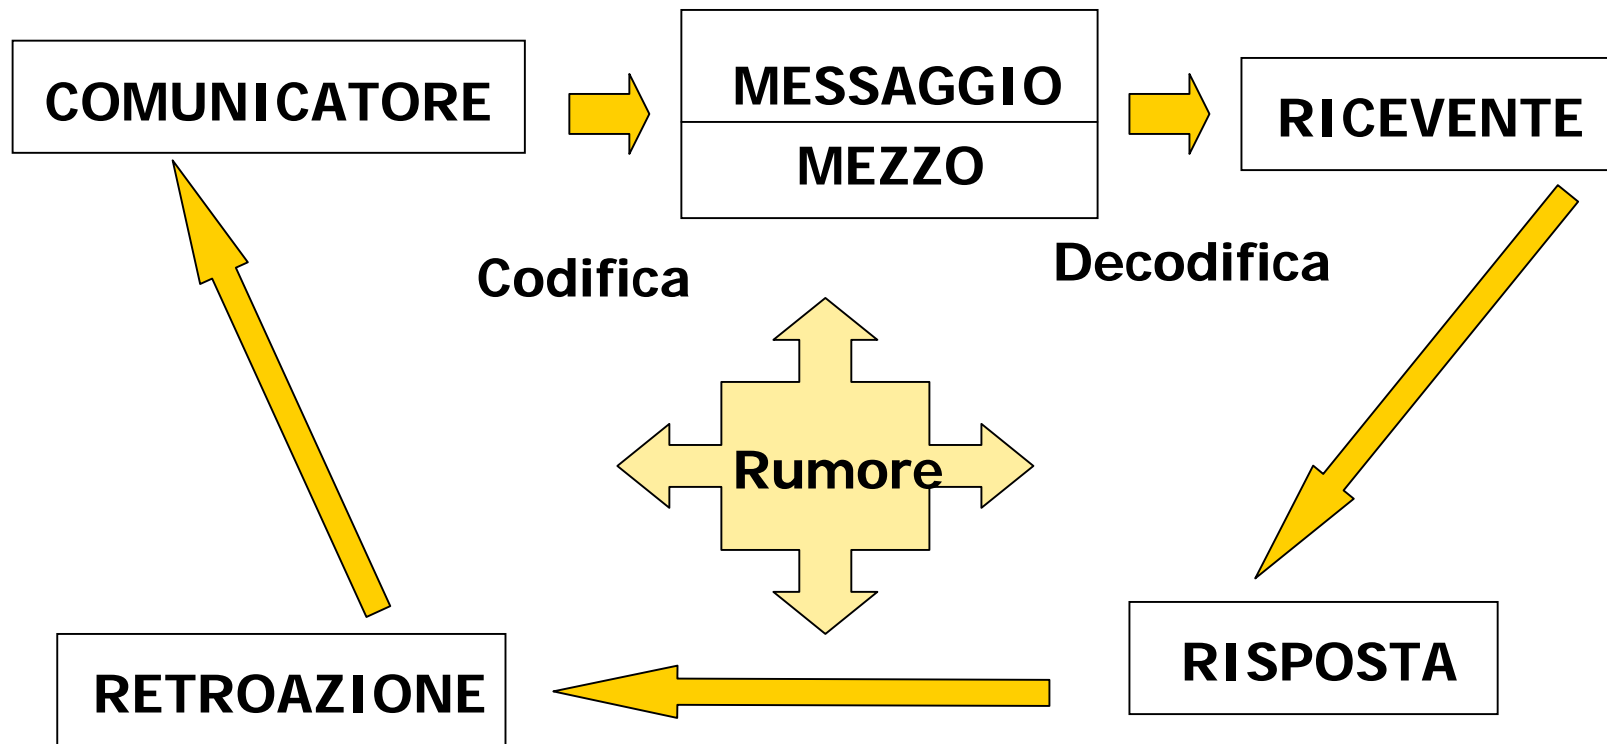 COMUNICATORE
MESSAGGIO
MEZZO
RICEVENTE
Codifica
Decodifica
Rumore
RISPOSTA
RETROAZIONE